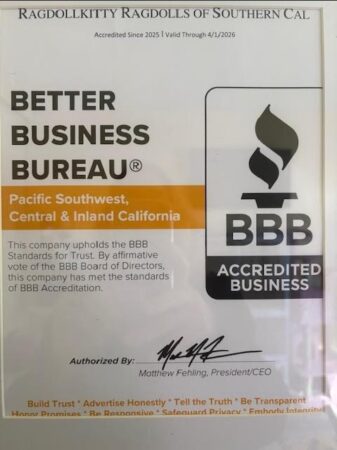 RAGDOLLKITTY RAGDOLLS OF SOUTHERN CAL
Accredited Since 2025 | Valid Through 4/1/2026
BETTER
BUSINESS
BUREAU®
Pacific Southwest,
Central & Inland California
This company upholds the BBB
Standards for Trust. By affirmative
vote of the BBB Board of Directors,
this company has met the standards
of BBB Accreditation.
BBB
ACCREDITED
BUSINESS
Authorized By:
Matthew Fehling, President/CEO
Build Trust * Advertise Honestly * Tell the Truth * Be Transparent
Honor Promises * Be Responsive * Safeguard Privacy * Embody Integrity